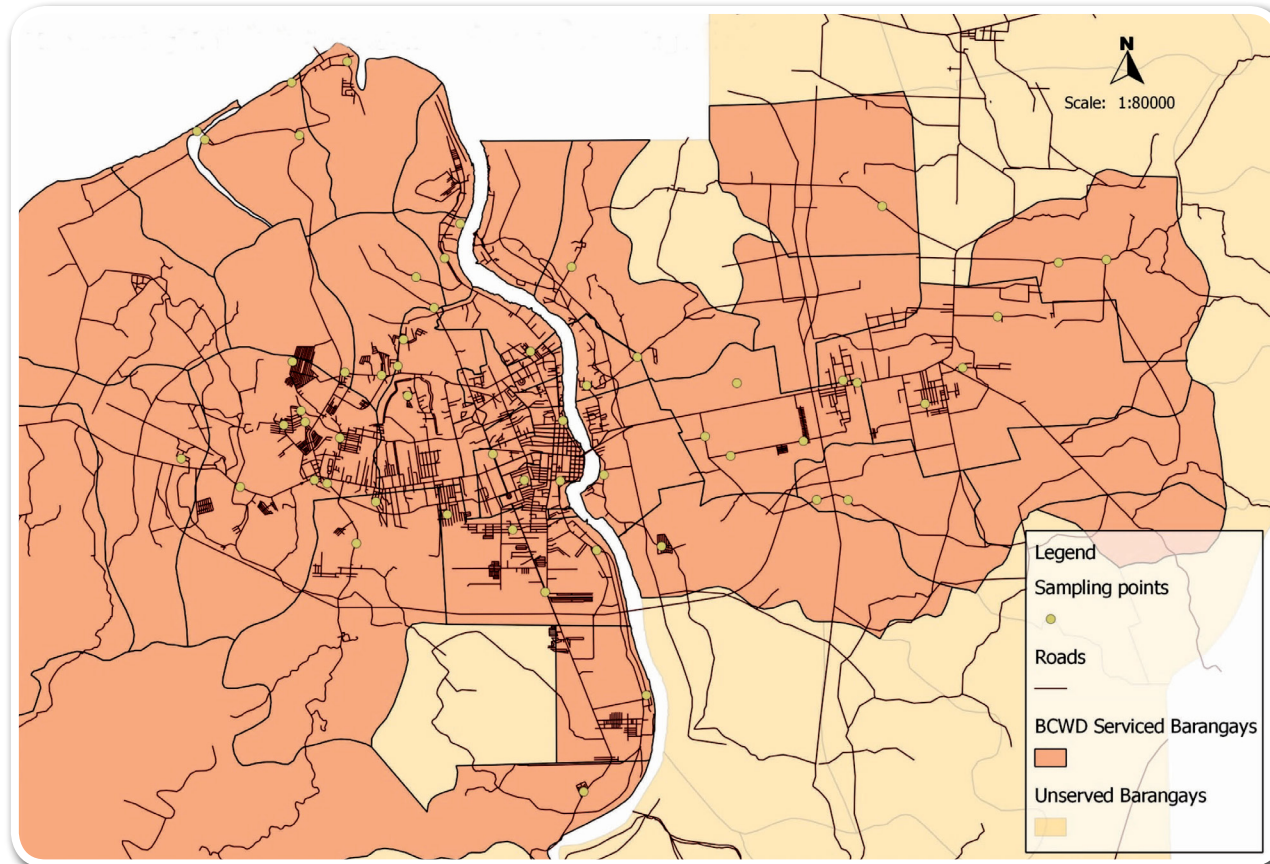 N
Scale: 1:80000
Legend
Sampling points
Roads
BCWD Serviced Barangays
Unserved Barangays